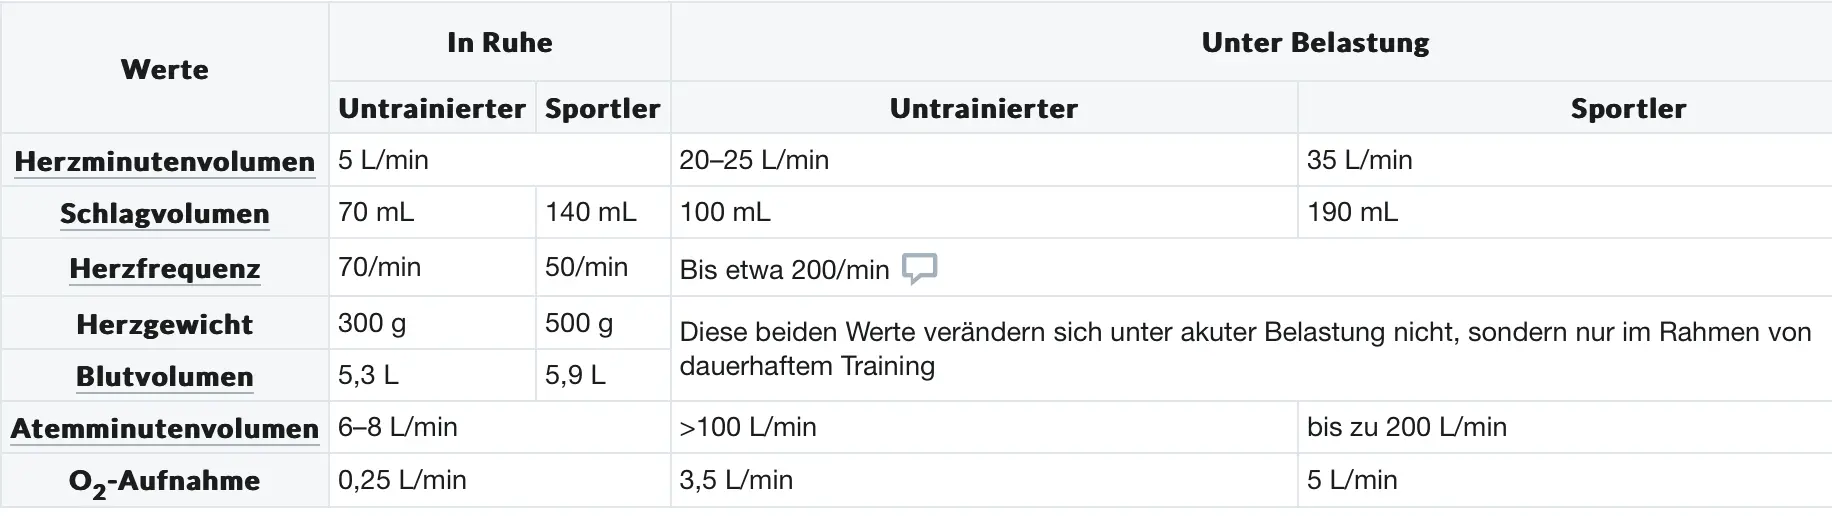 Werte
In Ruhe
Unter Belastung
Untrainierter
Sportler
Untrainierter
Sportler
Herzminutenvolumen
5 L/min
20–25 L/min
35 L/min
Schlagvolumen
70 mL
140 mL
100 mL
190 mL
Herzfrequenz
70/min
50/min
Bis etwa 200/min
Herzgewicht
300 g
500 g
Diese beiden Werte verändern sich unter akuter Belastung nicht, sondern nur im Rahmen von
dauerhaftem Training
Blutvolumen
5,3 L
5,9 L
Atemminutenvolumen
6–8 L/min
>100 L/min
bis zu 200 L/min
O₂-Aufnahme
0,25 L/min
3,5 L/min
5 L/min